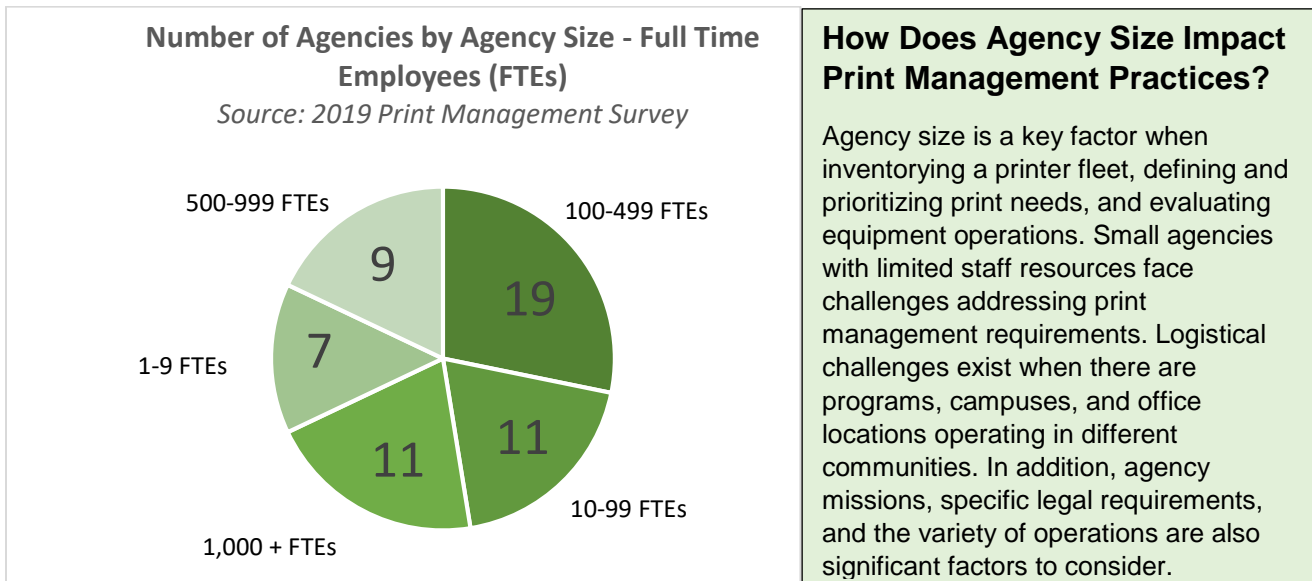 Number of Agencies by Agency Size - Full Time
Employees (FTEs)
Source: 2019 Print Management Survey
500-999 FTEs
100-499 FTEs
9
19
1-9 FTEs
7
11
11
10-99 FTEs
1,000 + FTEs
How Does Agency Size Impact
Print Management Practices?
Agency size is a key factor when
inventorying a printer fleet, defining and
prioritizing print needs, and evaluating
equipment operations. Small agencies
with limited staff resources face
challenges addressing print
management requirements. Logistical
challenges exist when there are
programs, campuses, and office
locations operating in different
communities. In addition, agency
missions, specific legal requirements,
and the variety of operations are also
significant factors to consider.